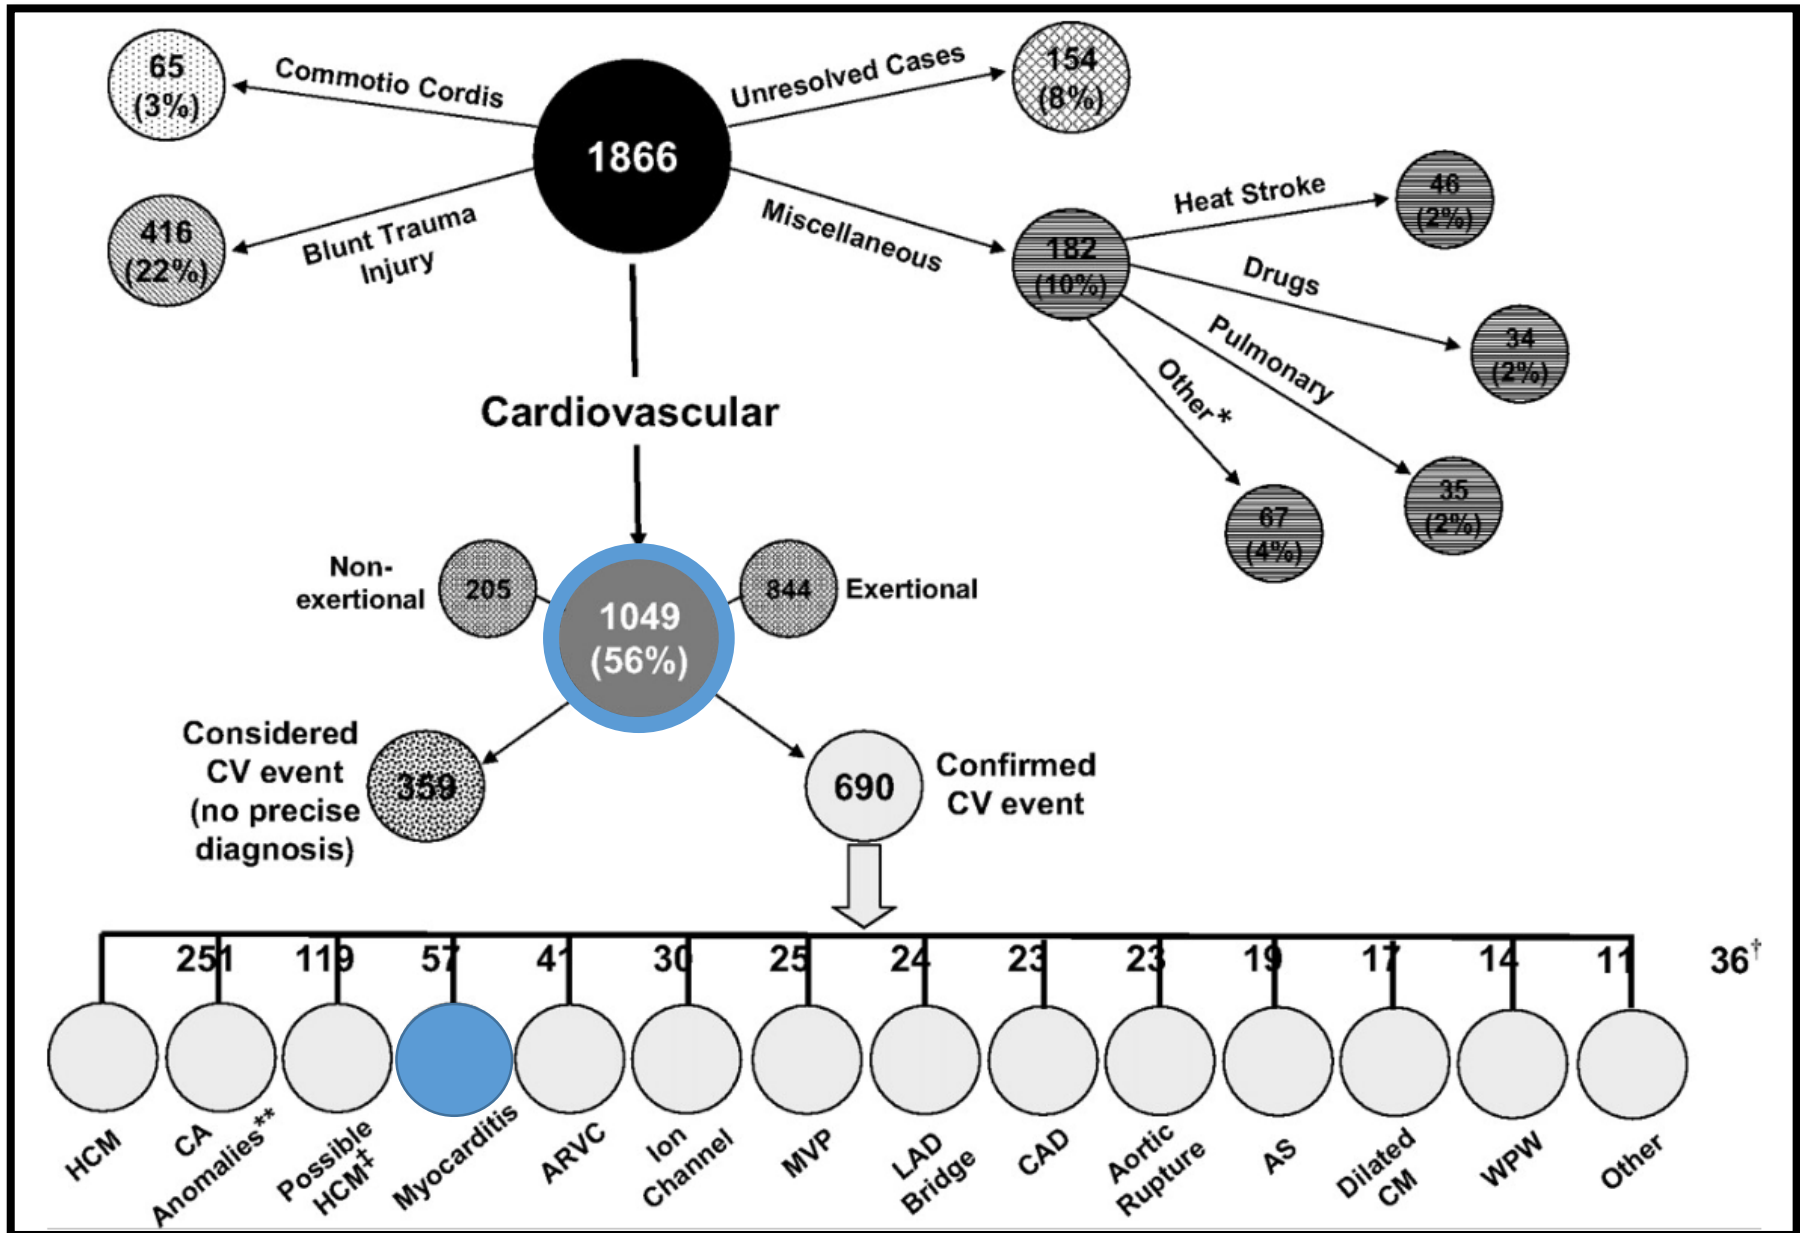 65
(3%)
Commotio Cordis
1866
Unresolved Cases
154
(8%)
416
(22%)
Blunt Trauma
Injury
Miscellaneous
182
(10%)
Heat Stroke
46
(2%)
Drugs
34
(2%)
Pulmonary
35
(2%)
Other*
67
(4%)
Cardiovascular
Non-
exertional
205
1049
(56%)
844
Exertional
Considered
CV event
(no precise
diagnosis)
359
690
Confirmed
CV event
251 119 57 41 30 25 24 23 23 19 17 14 11 36†
HCM
CA
Anomalies**
Possible
HCM‡
Myocarditis
ARVC
Ion
Channel
MVP
LAD
Bridge
CAD
Aortic
Rupture
AS
Dilated
CM
WPW
Other